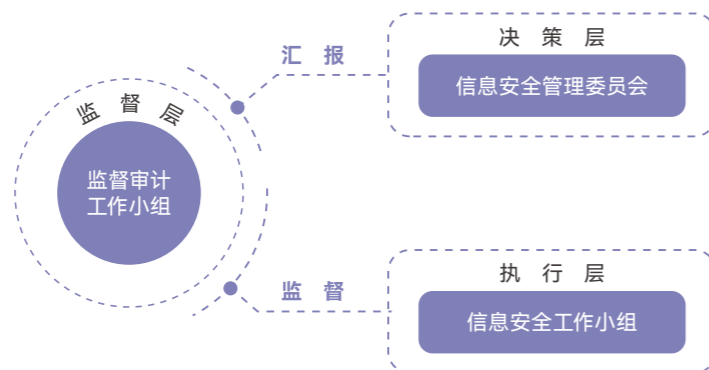 监督层
监督审计
工作小组
汇报
决策层
信息安全管理委员会
监督
执行层
信息安全工作小组